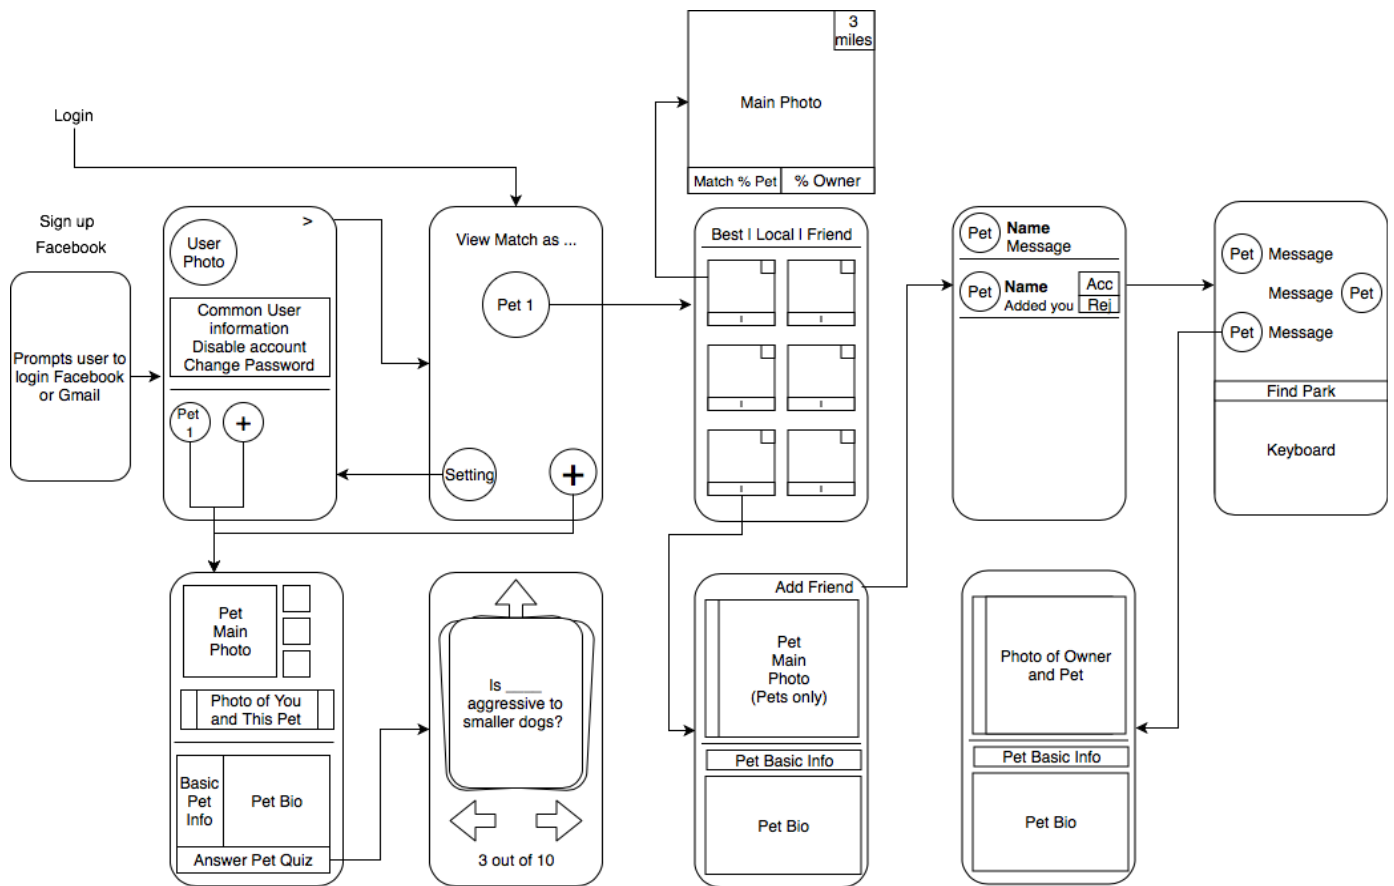 3
miles
Main Photo
Match % Pet
% Owner
Login
Sign up
Facebook
Prompts user to
login Facebook
or Gmail
>
User
Photo
Common User
information
Disable account
Change Password
Pet
1
+
View Match as ...
Pet 1
Setting
+
Best | Local | Friend
Pet
Name
Message
Pet
Name
Added you
Acc
Rej
Pet
Message
Message
Pet
Pet
Message
Find Park
Keyboard
Pet
Main
Photo
Photo of You
and This Pet
Basic
Pet
Info
Pet Bio
Answer Pet Quiz
Is ____
aggressive to
smaller dogs?
3 out of 10
Add Friend
Pet
Main
Photo
(Pets only)
Pet Basic Info
Pet Bio
Photo of Owner
and Pet
Pet Basic Info
Pet Bio